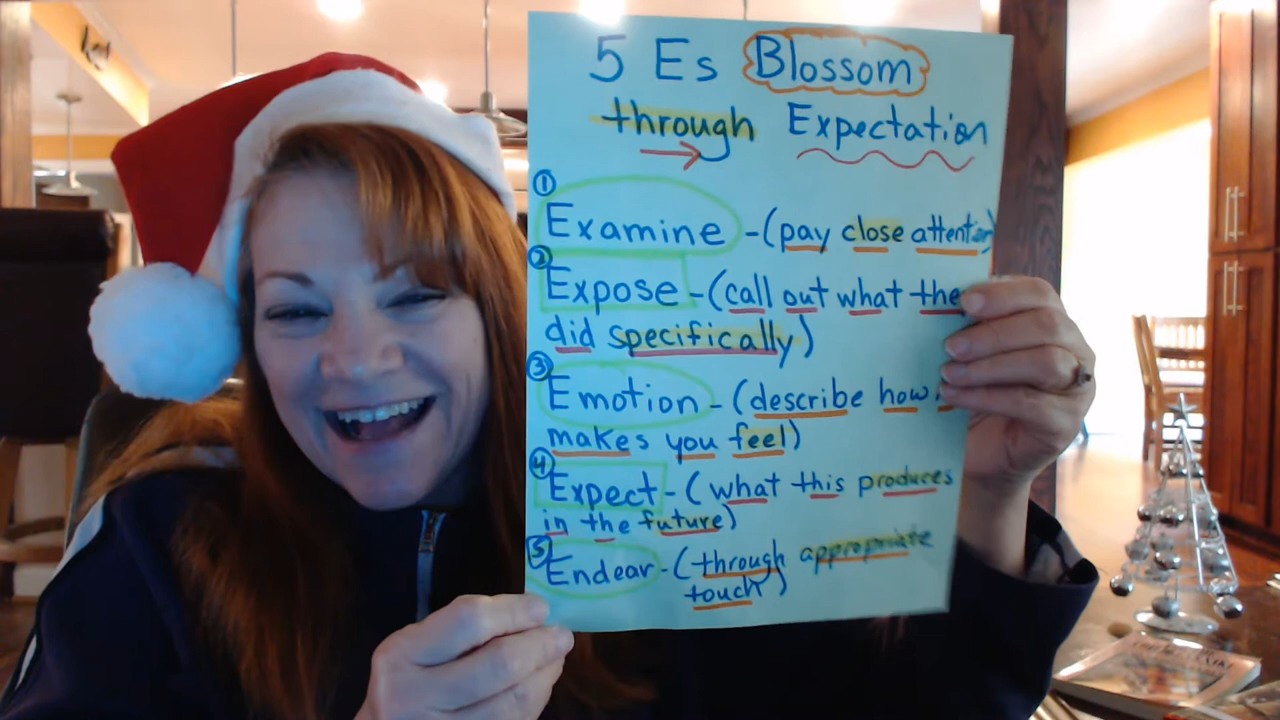 5 Es Blossom
through Expectation
① Examine - (pay close attention)
② Expose - (call out what the
did specifically)
③ Emotion - (describe how
makes you feel)
④ Expect - (what this produces
in the future)
⑤ Endear - (through appropriate
touch)